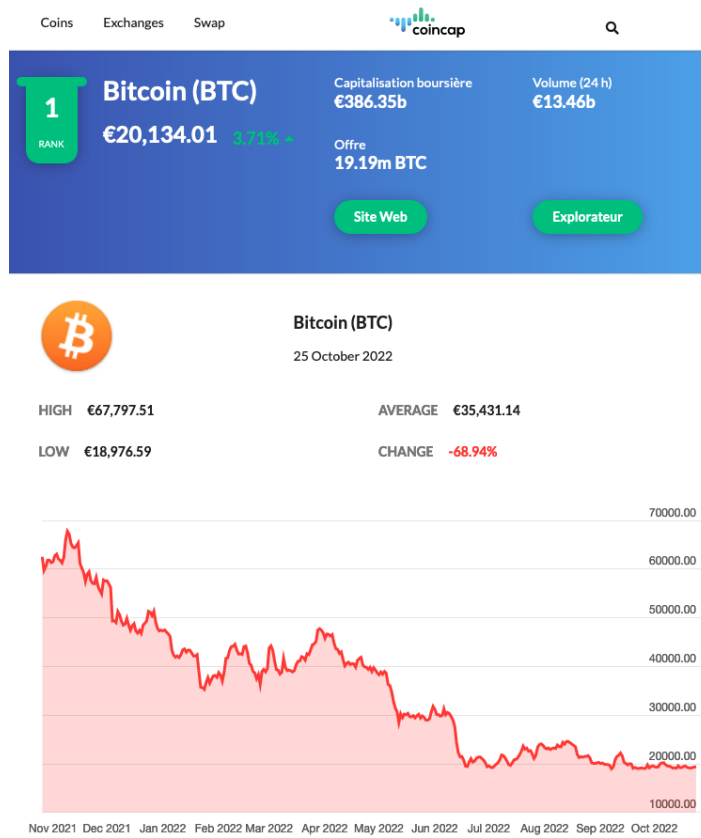 Coins Exchanges Swap coincap
1
RANK
Bitcoin (BTC)
€20,134.01 3.71%
Capitalisation boursière
€386.35b
Volume (24 h)
€13.46b
Offre
19.19m BTC
Site Web
Explorateur
Bitcoin (BTC)
25 October 2022
HIGH €67,797.51
AVERAGE €35,431.14
LOW €18,976.59
CHANGE -68.94%
70000.00
60000.00
50000.00
40000.00
30000.00
20000.00
10000.00
Nov 2021 Dec 2021 Jan 2022 Feb 2022 Mar 2022 Apr 2022 May 2022 Jun 2022 Jul 2022 Aug 2022 Sep 2022 Oct 2022